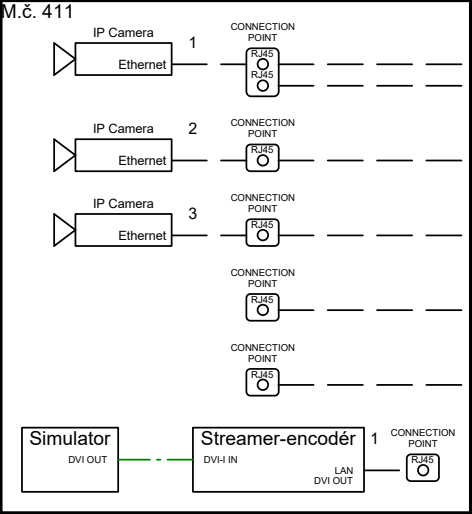 M.č. 411
IP Camera
Ethernet
1
CONNECTION
POINT
RJ45
RJ45
IP Camera
Ethernet
2
CONNECTION
POINT
RJ45
IP Camera
Ethernet
3
CONNECTION
POINT
RJ45
CONNECTION
POINT
RJ45
CONNECTION
POINT
RJ45
Simulator
DVI OUT
Streamer-encodér
DVI-I IN
LAN
DVI OUT
1
CONNECTION
POINT
RJ45